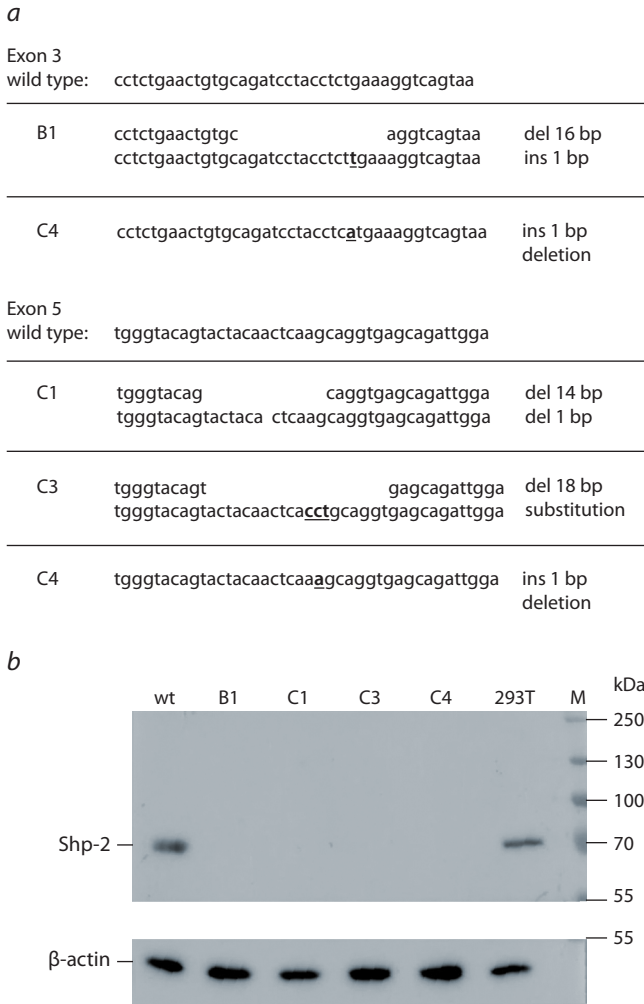 a
Exon 3
wild type: cctctgaactgtgcagatcctacctctgaaaggtcagtaa
B1 cctctgaactgtgc aggtcagtaa del 16 bp
cctctgaactgtgcagatcctacctcttgaaaggtcagtaa ins 1 bp
C4 cctctgaactgtgcagatcctacctcatgaaaggtcagtaa ins 1 bp
deletion
Exon 5
wild type: tgggtacagtactacaactcaagcaggtgagcagattgga
C1 tgggtacag caggtgagcagattgga del 14 bp
tgggtacagtactaca ctcaagcaggtgagcagattgga del 1 bp
C3 tgggtacagt gagcagattgga del 18 bp
tgggtacagtactacaactcacctgcaggtgagcagattgga substitution
C4 tgggtacagtactacaactcaaagcaggtgagcagattgga ins 1 bp
deletion
b
wt B1 C1 C3 C4 293T M kDa
250
130
100
Shp-2 70
55
55
β-actin